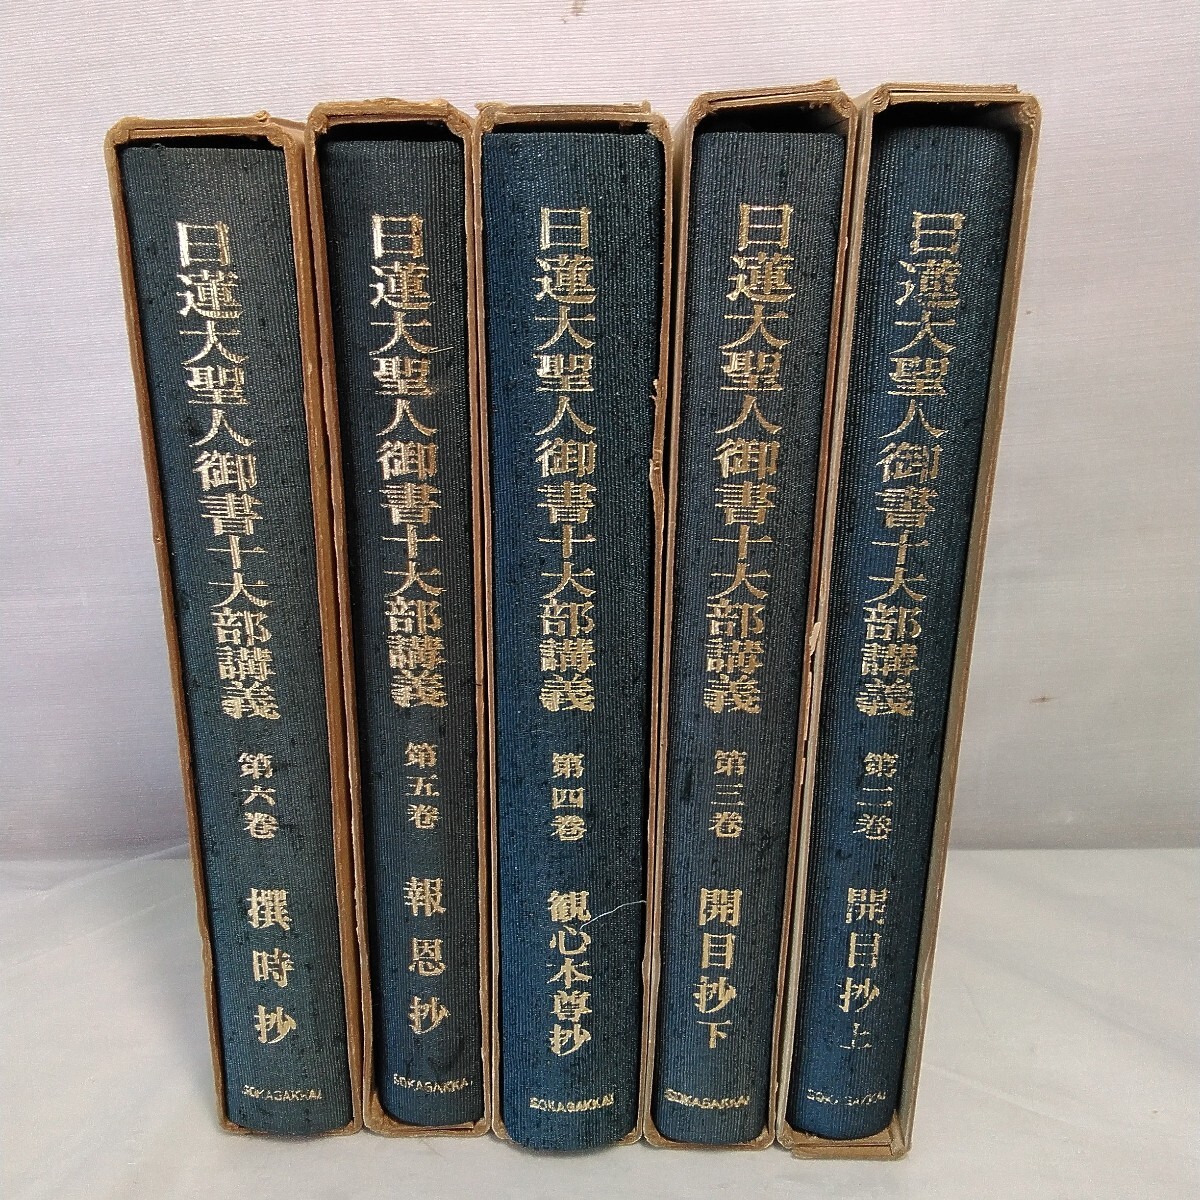 日蓮大聖人御書十大部講義 第六巻 撰時抄
SOKAGAKKAI
日蓮大聖人御書十大部講義 第五巻 報恩抄
SOKAGAKKAI
日蓮大聖人御書十大部講義 第四巻 観心本尊抄
SOKAGAKKAI
日蓮大聖人御書十大部講義 第三巻 開目抄下
SOKAGAKKAI
日蓮大聖人御書十大部講義 第二巻 開目抄上
SOKAGAKKAI